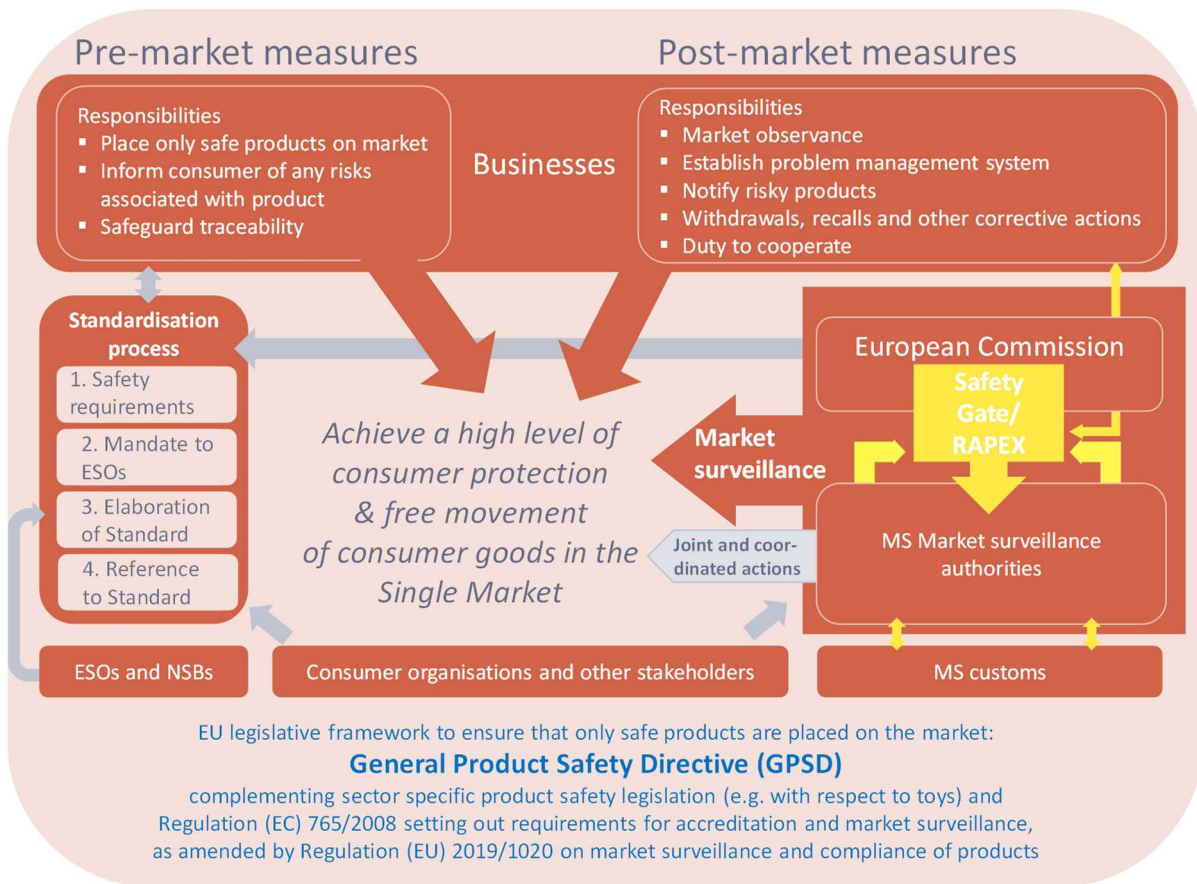 Pre-market measures
Post-market measures
Responsibilities
▪ Place only safe products on market
▪ Inform consumer of any risks
associated with product
▪ Safeguard traceability
Businesses
Responsibilities
▪ Market observance
▪ Establish problem management system
▪ Notify risky products
▪ Withdrawals, recalls and other corrective actions
▪ Duty to cooperate
Standardisation
process
1. Safety
requirements
2. Mandate to
ESOs
3. Elaboration
of Standard
4. Reference
to Standard
Achieve a high level of
consumer protection
& free movement
of consumer goods in the
Single Market
Market
surveillance
Joint and coor-
dinated actions
European Commission
Safety
Gate/
RAPEX
MS Market surveillance
authorities
ESOs and NSBs
Consumer organisations and other stakeholders
MS customs
EU legislative framework to ensure that only safe products are placed on the market:
General Product Safety Directive (GPSD)
complementing sector specific product safety legislation (e.g. with respect to toys) and
Regulation (EC) 765/2008 setting out requirements for accreditation and market surveillance,
as amended by Regulation (EU) 2019/1020 on market surveillance and compliance of products